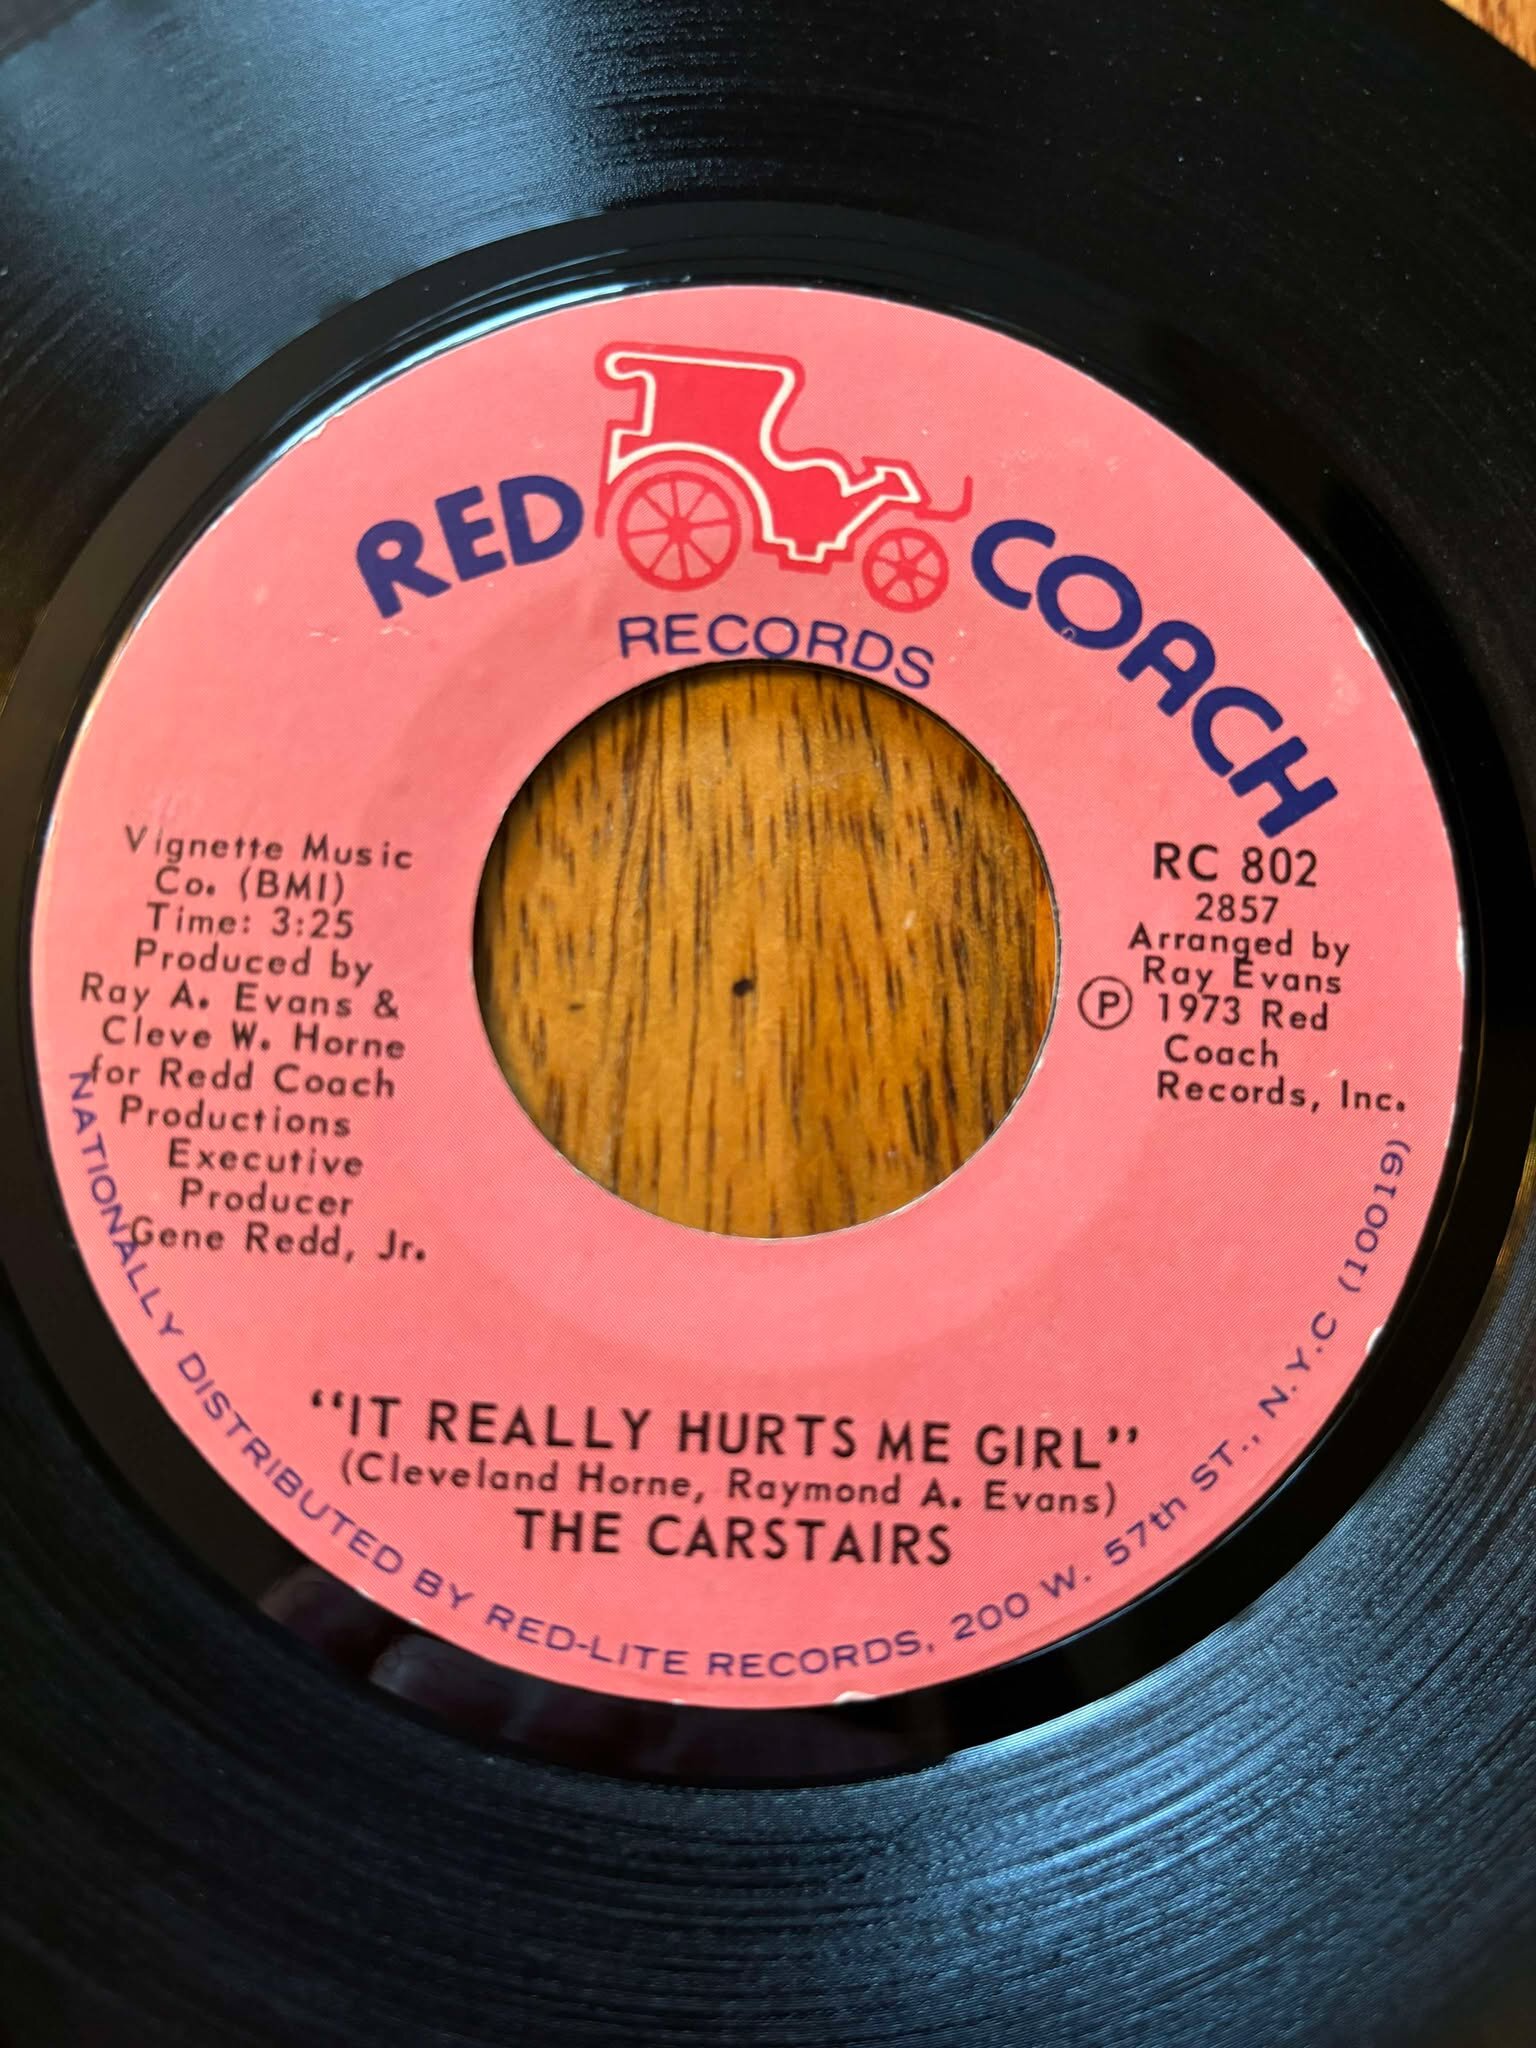 RED COACH
RECORDS
Vignette Music
Co. (BMI)
Time: 3:25
Produced by
Ray A. Evans &
Cleve W. Horne
for Redd Coach
Productions
Executive
Producer
Gene Redd, Jr.
RC 802
2857
Arranged by
Ray Evans
Ⓟ 1973 Red
Coach
Records, Inc.
"IT REALLY HURTS ME GIRL"
(Cleveland Horne, Raymond A. Evans)
THE CARSTAIRS
NATIONALLY DISTRIBUTED BY RED-LITE RECORDS, 200 W. 57th ST., N.Y.C (10019)